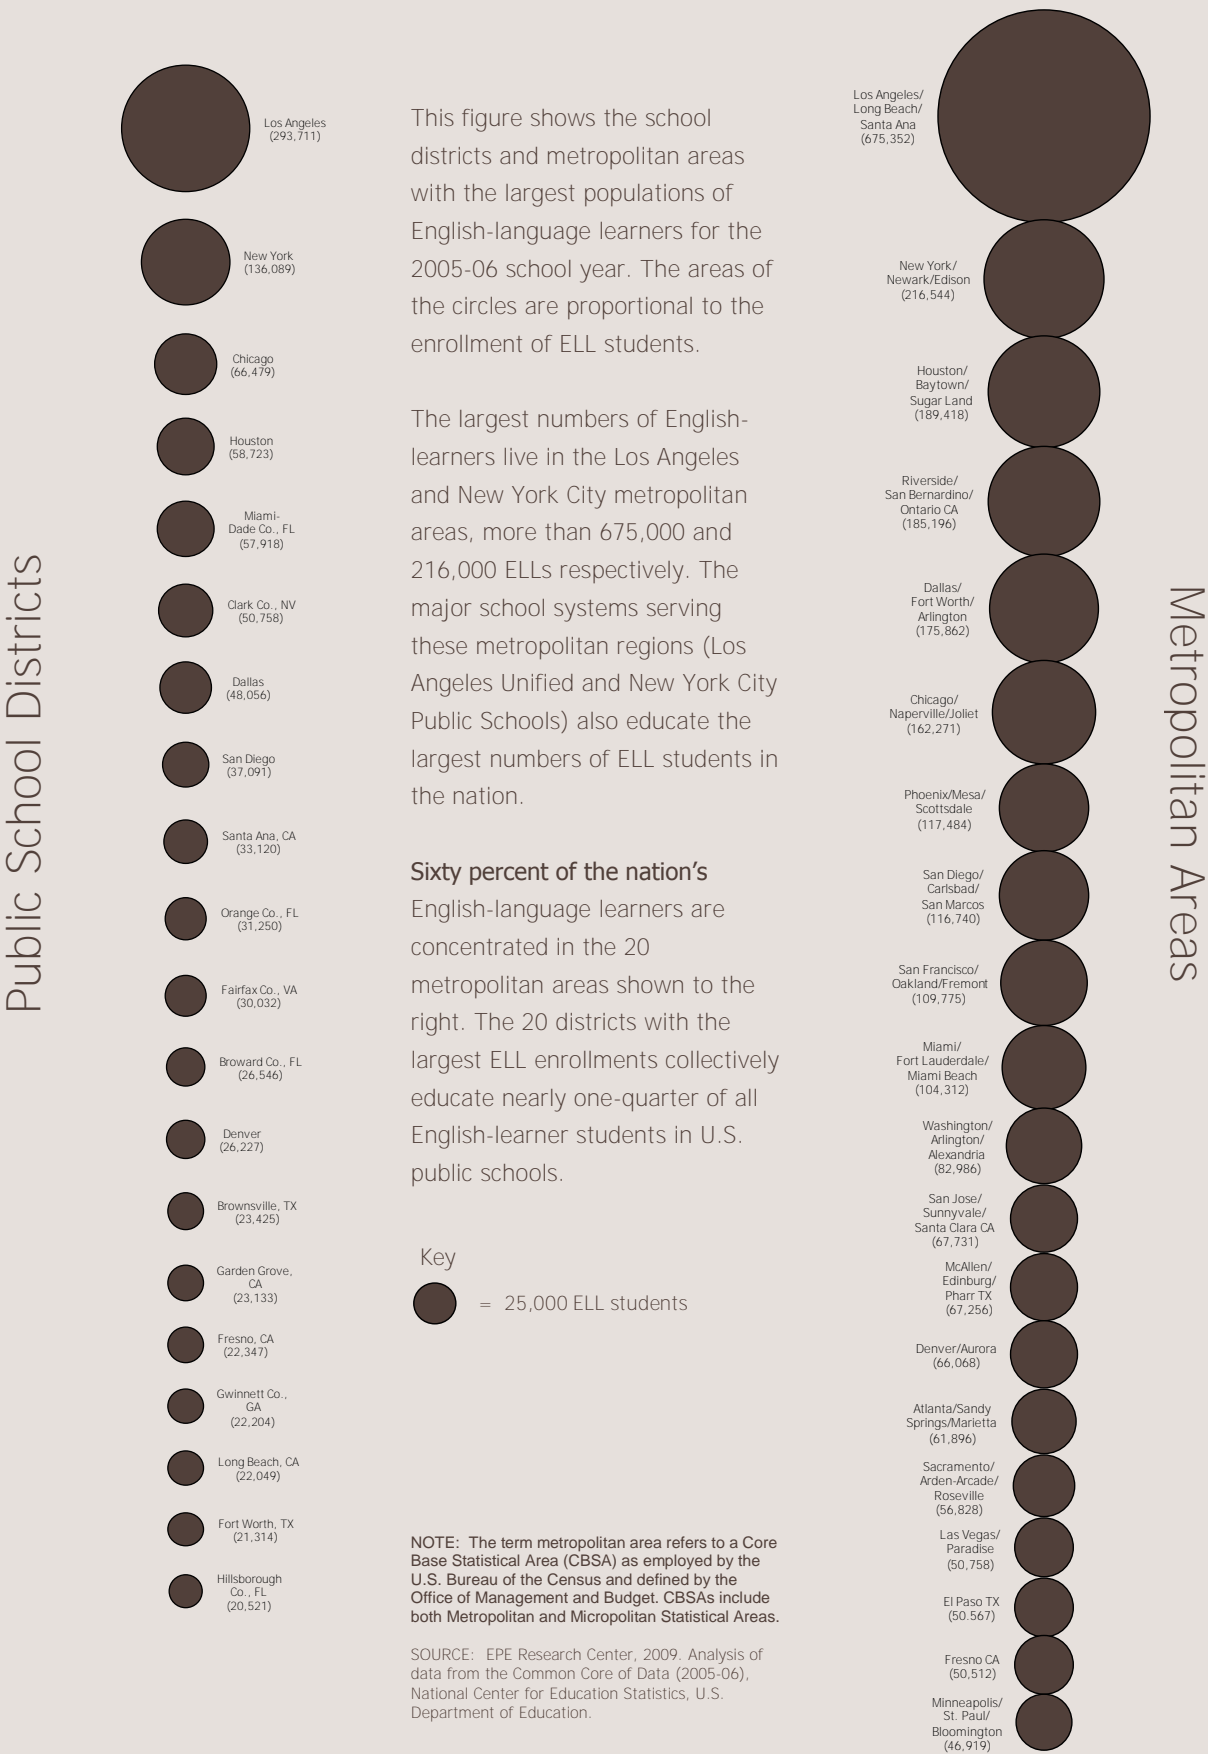 Public School Districts
Los Angeles
(293,711)
New York
(136,089)
Chicago
(66,479)
Houston
(58,723)
Miami-
Dade Co., FL
(57,918)
Clark Co., NV
(50,758)
Dallas
(48,056)
San Diego
(37,091)
Santa Ana, CA
(33,120)
Orange Co., FL
(31,250)
Fairfax Co., VA
(30,032)
Broward Co., FL
(26,546)
Denver
(26,227)
Brownsville, TX
(23,425)
Garden Grove,
CA
(23,133)
Fresno, CA
(22,347)
Gwinnett Co.,
GA
(22,204)
Long Beach, CA
(22,049)
Fort Worth, TX
(21,314)
Hillsborough
Co., FL
(20,521)
This figure shows the school
districts and metropolitan areas
with the largest populations of
English-language learners for the
2005-06 school year. The areas of
the circles are proportional to the
enrollment of ELL students.
The largest numbers of English-
learners live in the Los Angeles
and New York City metropolitan
areas, more than 675,000 and
216,000 ELLs respectively. The
major school systems serving
these metropolitan regions (Los
Angeles Unified and New York City
Public Schools) also educate the
largest numbers of ELL students in
the nation.
Sixty percent of the nation's
English-language learners are
concentrated in the 20
metropolitan areas shown to the
right. The 20 districts with the
largest ELL enrollments collectively
educate nearly one-quarter of all
English-learner students in U.S.
public schools.
Key
= 25,000 ELL students
NOTE: The term metropolitan area refers to a Core
Base Statistical Area (CBSA) as employed by the
U.S. Bureau of the Census and defined by the
Office of Management and Budget. CBSAs include
both Metropolitan and Micropolitan Statistical Areas.
SOURCE: EPE Research Center, 2009. Analysis of
data from the Common Core of Data (2005-06),
National Center for Education Statistics, U.S.
Department of Education.
Los Angeles/
Long Beach/
Santa Ana
(675,352)
New York/
Newark/Edison
(216,544)
Houston/
Baytown/
Sugar Land
(189,418)
Riverside/
San Bernardino/
Ontario CA
(185,196)
Dallas/
Fort Worth/
Arlington
(175,862)
Chicago/
Naperville/Joliet
(162,271)
Phoenix/Mesa/
Scottsdale
(117,484)
San Diego/
Carlsbad/
San Marcos
(116,740)
San Francisco/
Oakland/Fremont
(109,775)
Miami/
Fort Lauderdale/
Miami Beach
(104,312)
Washington/
Arlington/
Alexandria
(82,986)
San Jose/
Sunnyvale/
Santa Clara CA
(67,731)
McAllen/
Edinburg/
Pharr TX
(67,256)
Denver/Aurora
(66,068)
Atlanta/Sandy
Springs/Marietta
(61,896)
Sacramento/
Arden-Arcade/
Roseville
(56,828)
Las Vegas/
Paradise
(50,758)
El Paso TX
(50.567)
Fresno CA
(50,512)
Minneapolis/
St. Paul/
Bloomington
(46,919)
Metropolitan Areas